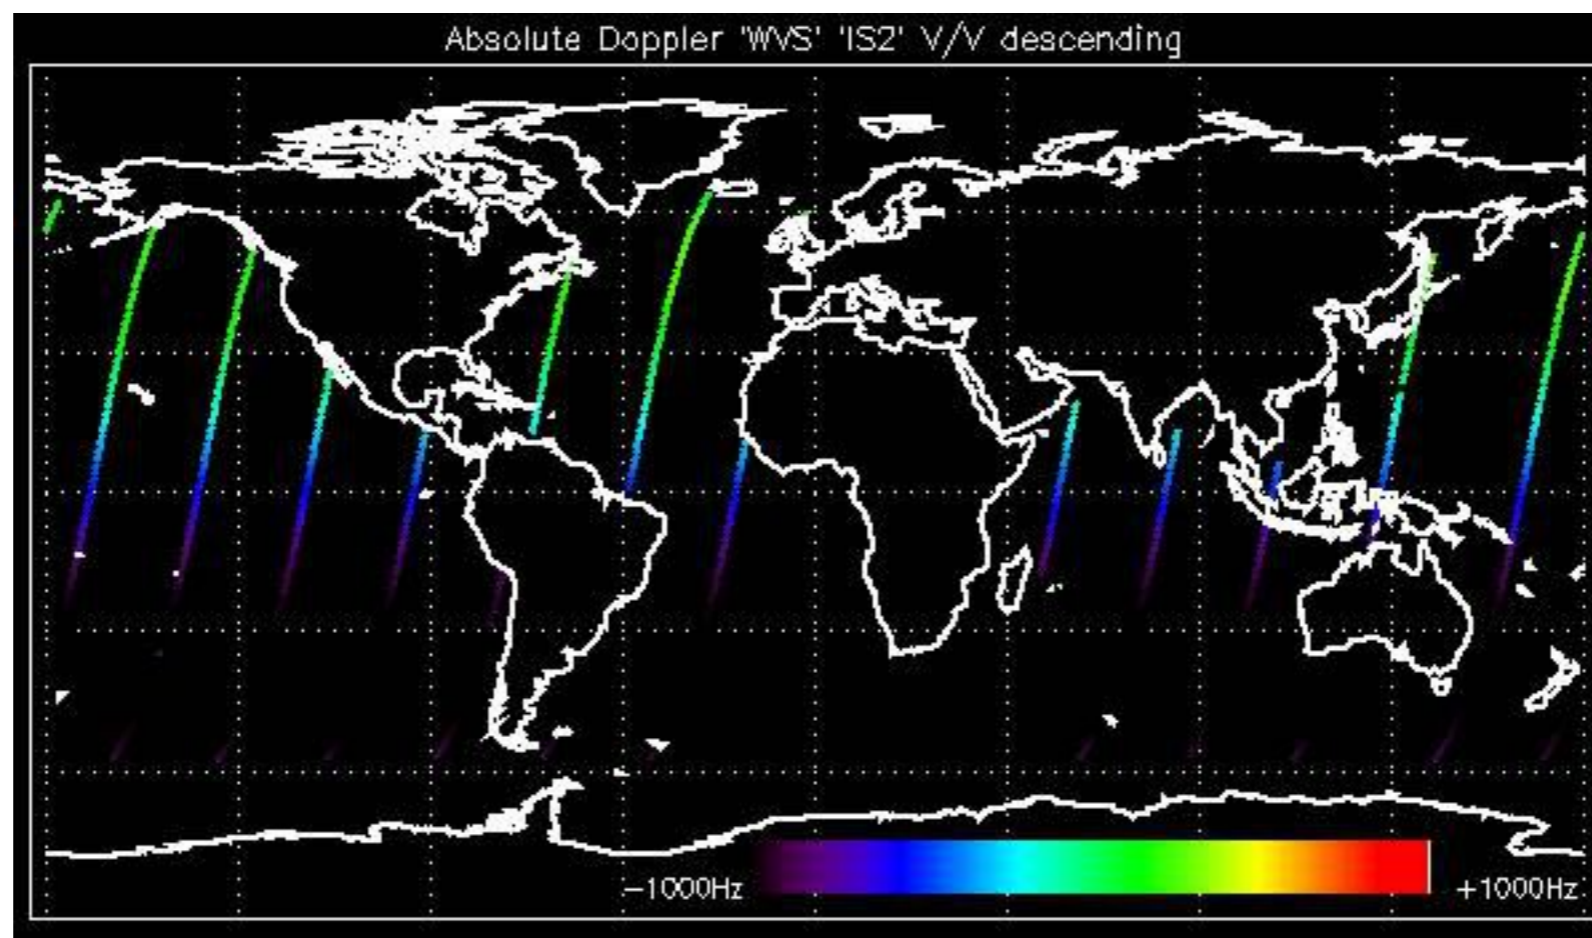 Absolute Doppler 'WVS' 'IS2' V/V descending
-1000Hz +1000Hz